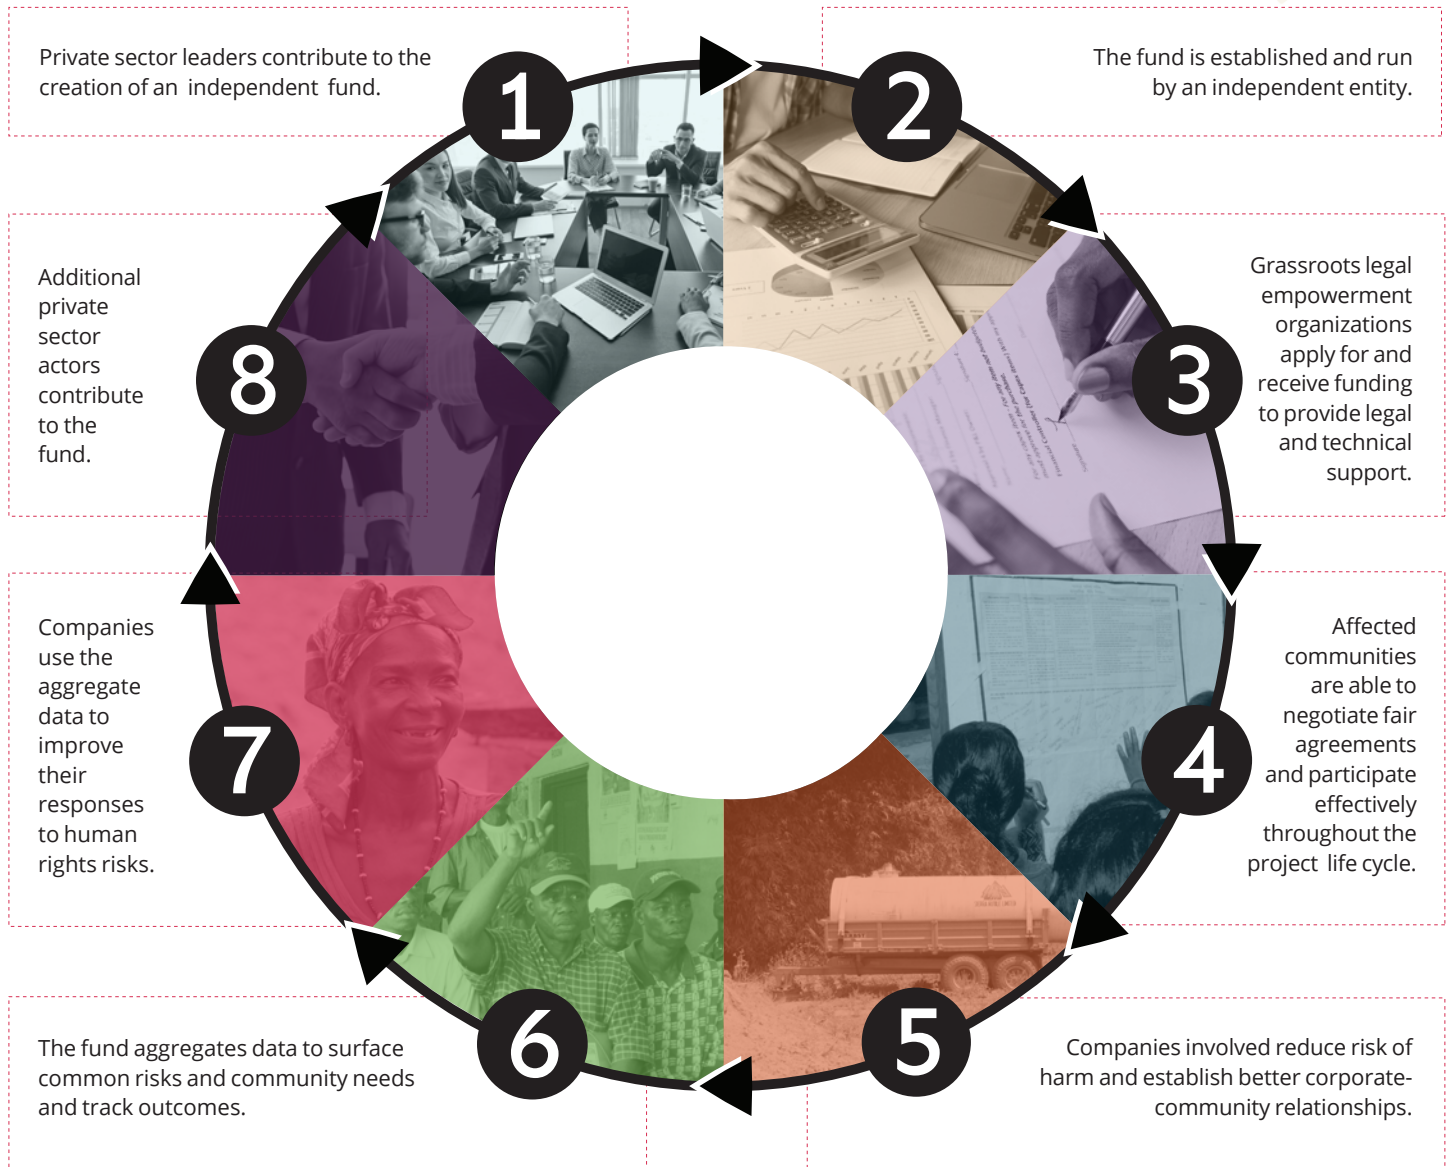 1
Private sector leaders contribute to the
creation of an independent fund.
2
The fund is established and run
by an independent entity.
3
Grassroots legal
empowerment
organizations
apply for and
receive funding
to provide legal
and technical
support.
4
Affected
communities
are able to
negotiate fair
agreements
and participate
effectively
throughout the
project life cycle.
5
Companies involved reduce risk of
harm and establish better corporate-
community relationships.
6
The fund aggregates data to surface
common risks and community needs
and track outcomes.
7
Companies
use the
aggregate
data to
improve
their
responses
to human
rights risks.
8
Additional
private
sector
actors
contribute
to the
fund.